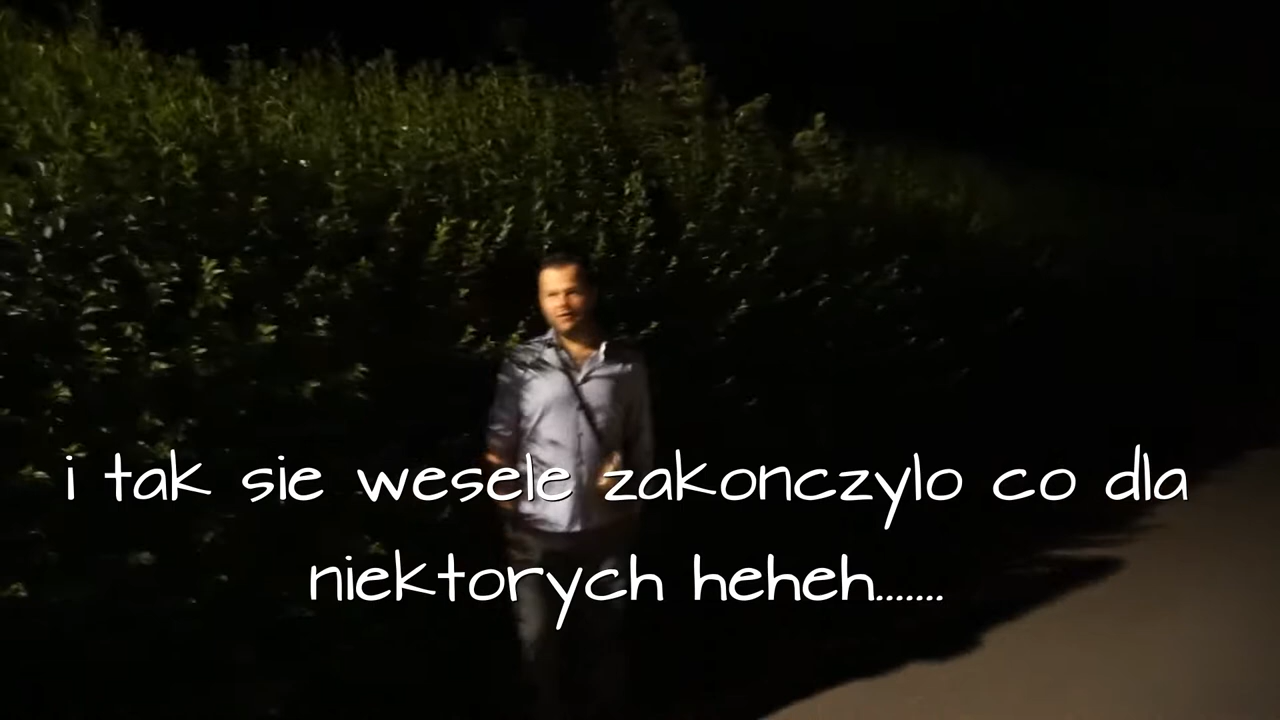 i tak sie wesele zakonczylo co dla
niektorych heheh.......